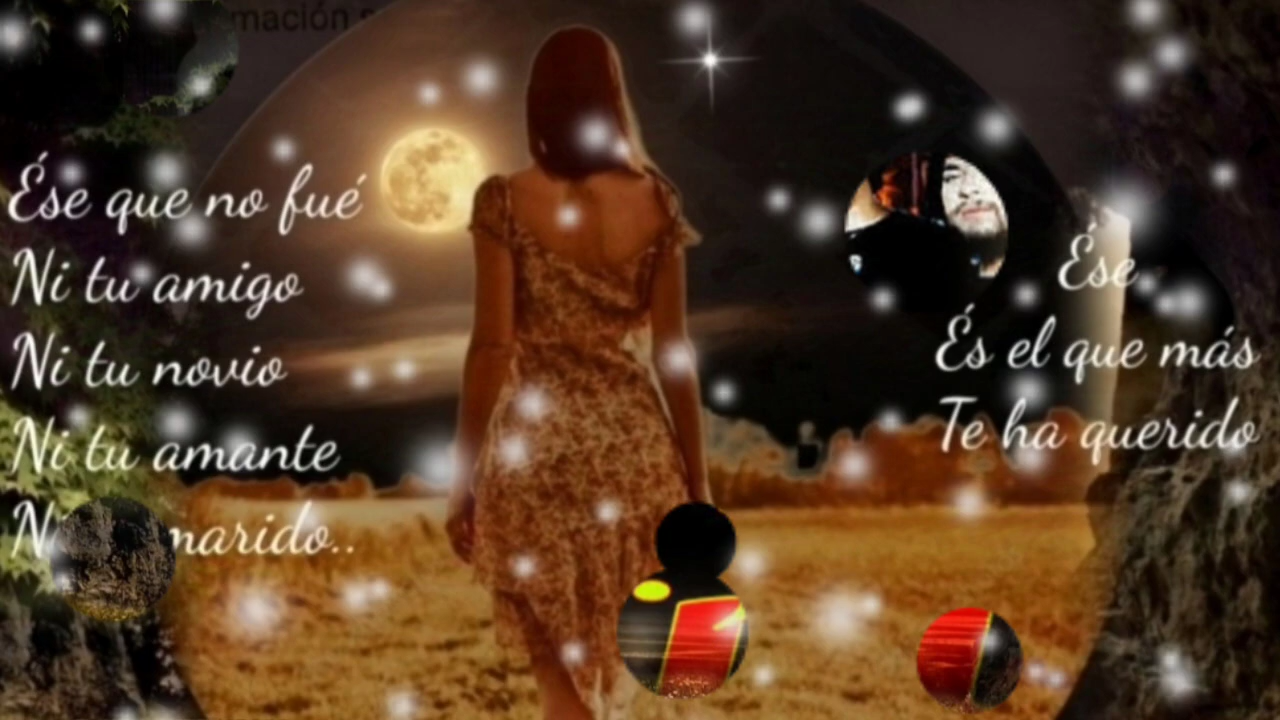 mación
Ése que no fué
Ni tu amigo
Ni tu novio
Ni tu amante
marido..
Ése
És el que más
Te ha querido